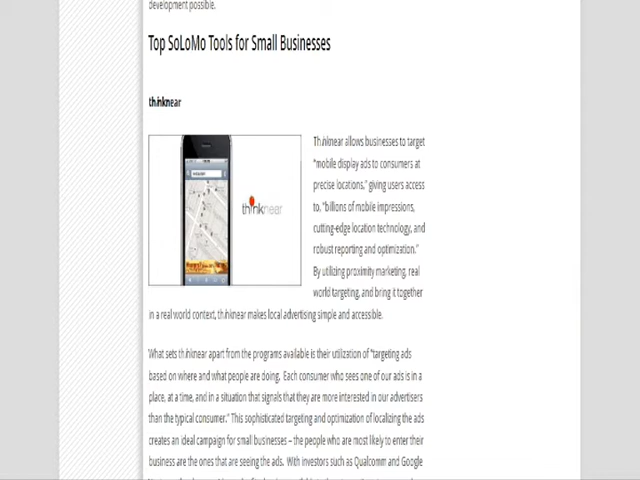 development possible.
Top SoLoMo Tools for Small Businesses
thinknear
thinknear
Thinknear allows businesses to target
"mobile display ads to consumers at
precise locations," giving users access
to, "billions of mobile impressions,
cutting-edge location technology, and
robust reporting and optimization."
By utilizing proximity marketing, real
world targeting, and bring it together
in a real world context, thinknear makes local advertising simple and accessible.
What sets thinknear apart from the programs available is their utilization of "targeting ads
based on where and what people are doing. Each consumer who sees one of our ads is in a
place, at a time, and in a situation that signals that they are more interested in our advertisers
than the typical consumer." This sophisticated targeting and optimization of localizing the ads
creates an ideal campaign for small businesses – the people who are most likely to enter their
business are the ones that are seeing the ads. With investors such as Qualcomm and Google